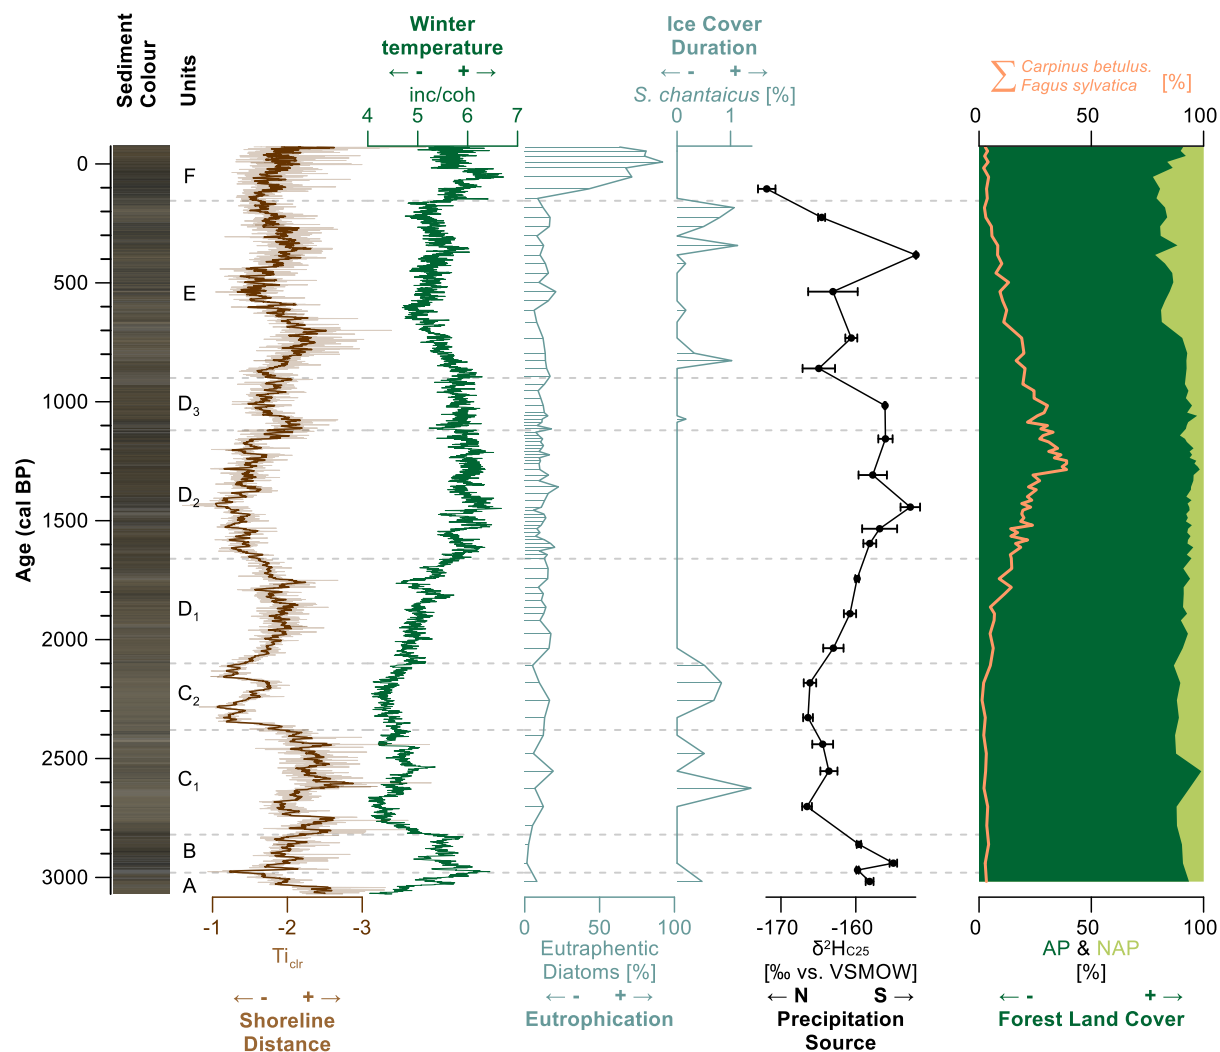 Sediment
Colour
Units
Winter
temperature
← - + →
inc/coh
4 5 6 7
Ice Cover
Duration
← - + →
S. chantaicus [%]
0 1
∑ Carpinus betulus.
Fagus sylvatica [%]
0 50 100
Age (cal BP)
0
500
1000
1500
2000
2500
3000
F
E
D3
D2
D1
C2
C1
B
A
-1 -2 -3
Ticlr
← - + →
Shoreline
Distance
0 50 100
Eutraphentic
Diatoms [%]
← - + →
Eutrophication
-170 -160
δ²HC25
[‰ vs. VSMOW]
← N S →
Precipitation
Source
0 50 100
AP & NAP
[%]
← - + →
Forest Land Cover